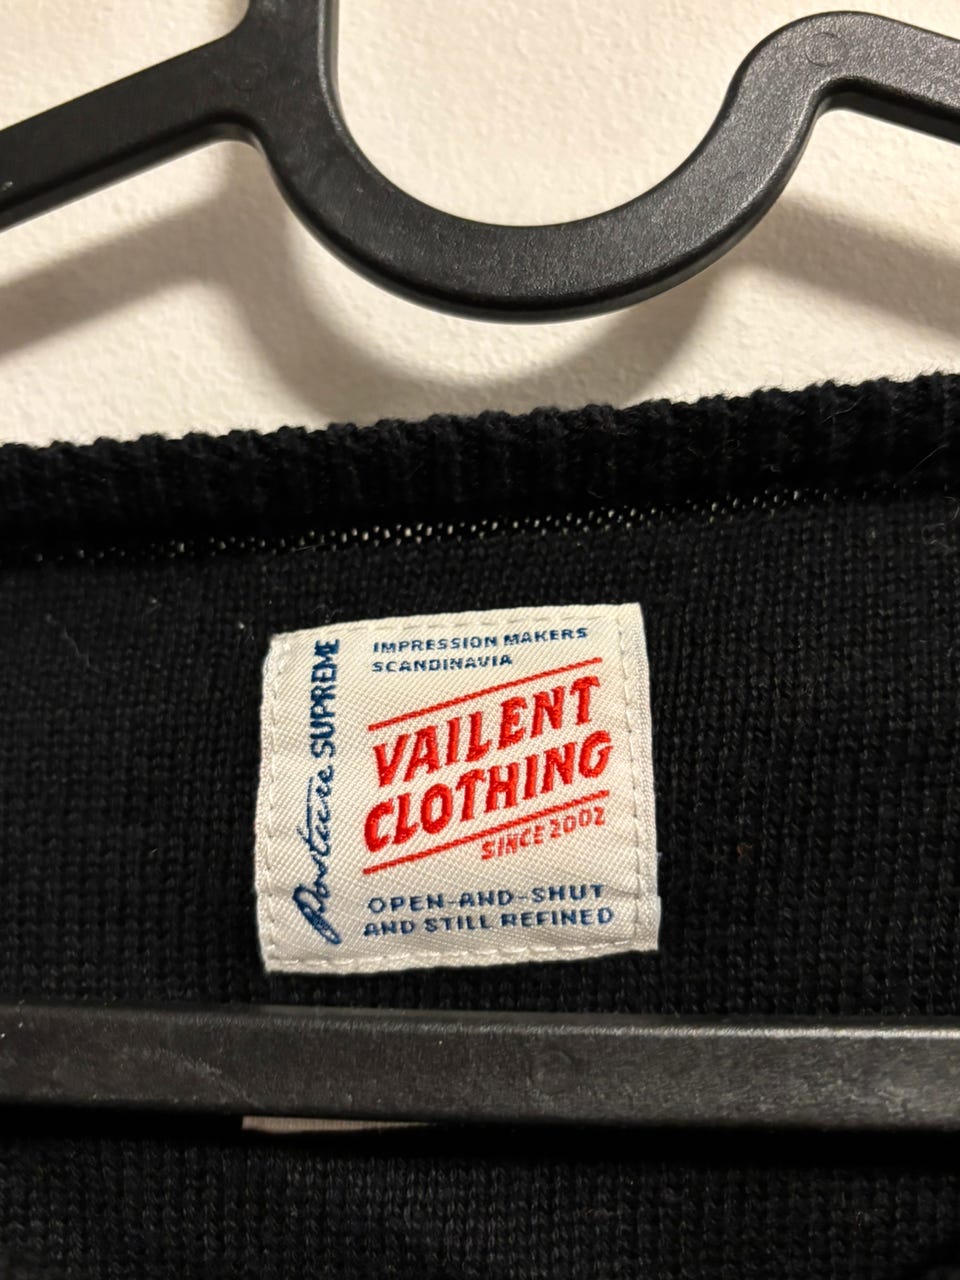 IMPRESSION MAKERS
SCANDINAVIA
VAILENT
CLOTHING
SINCE 2002
OPEN-AND-SHUT
AND STILL REFINED
SUPREME